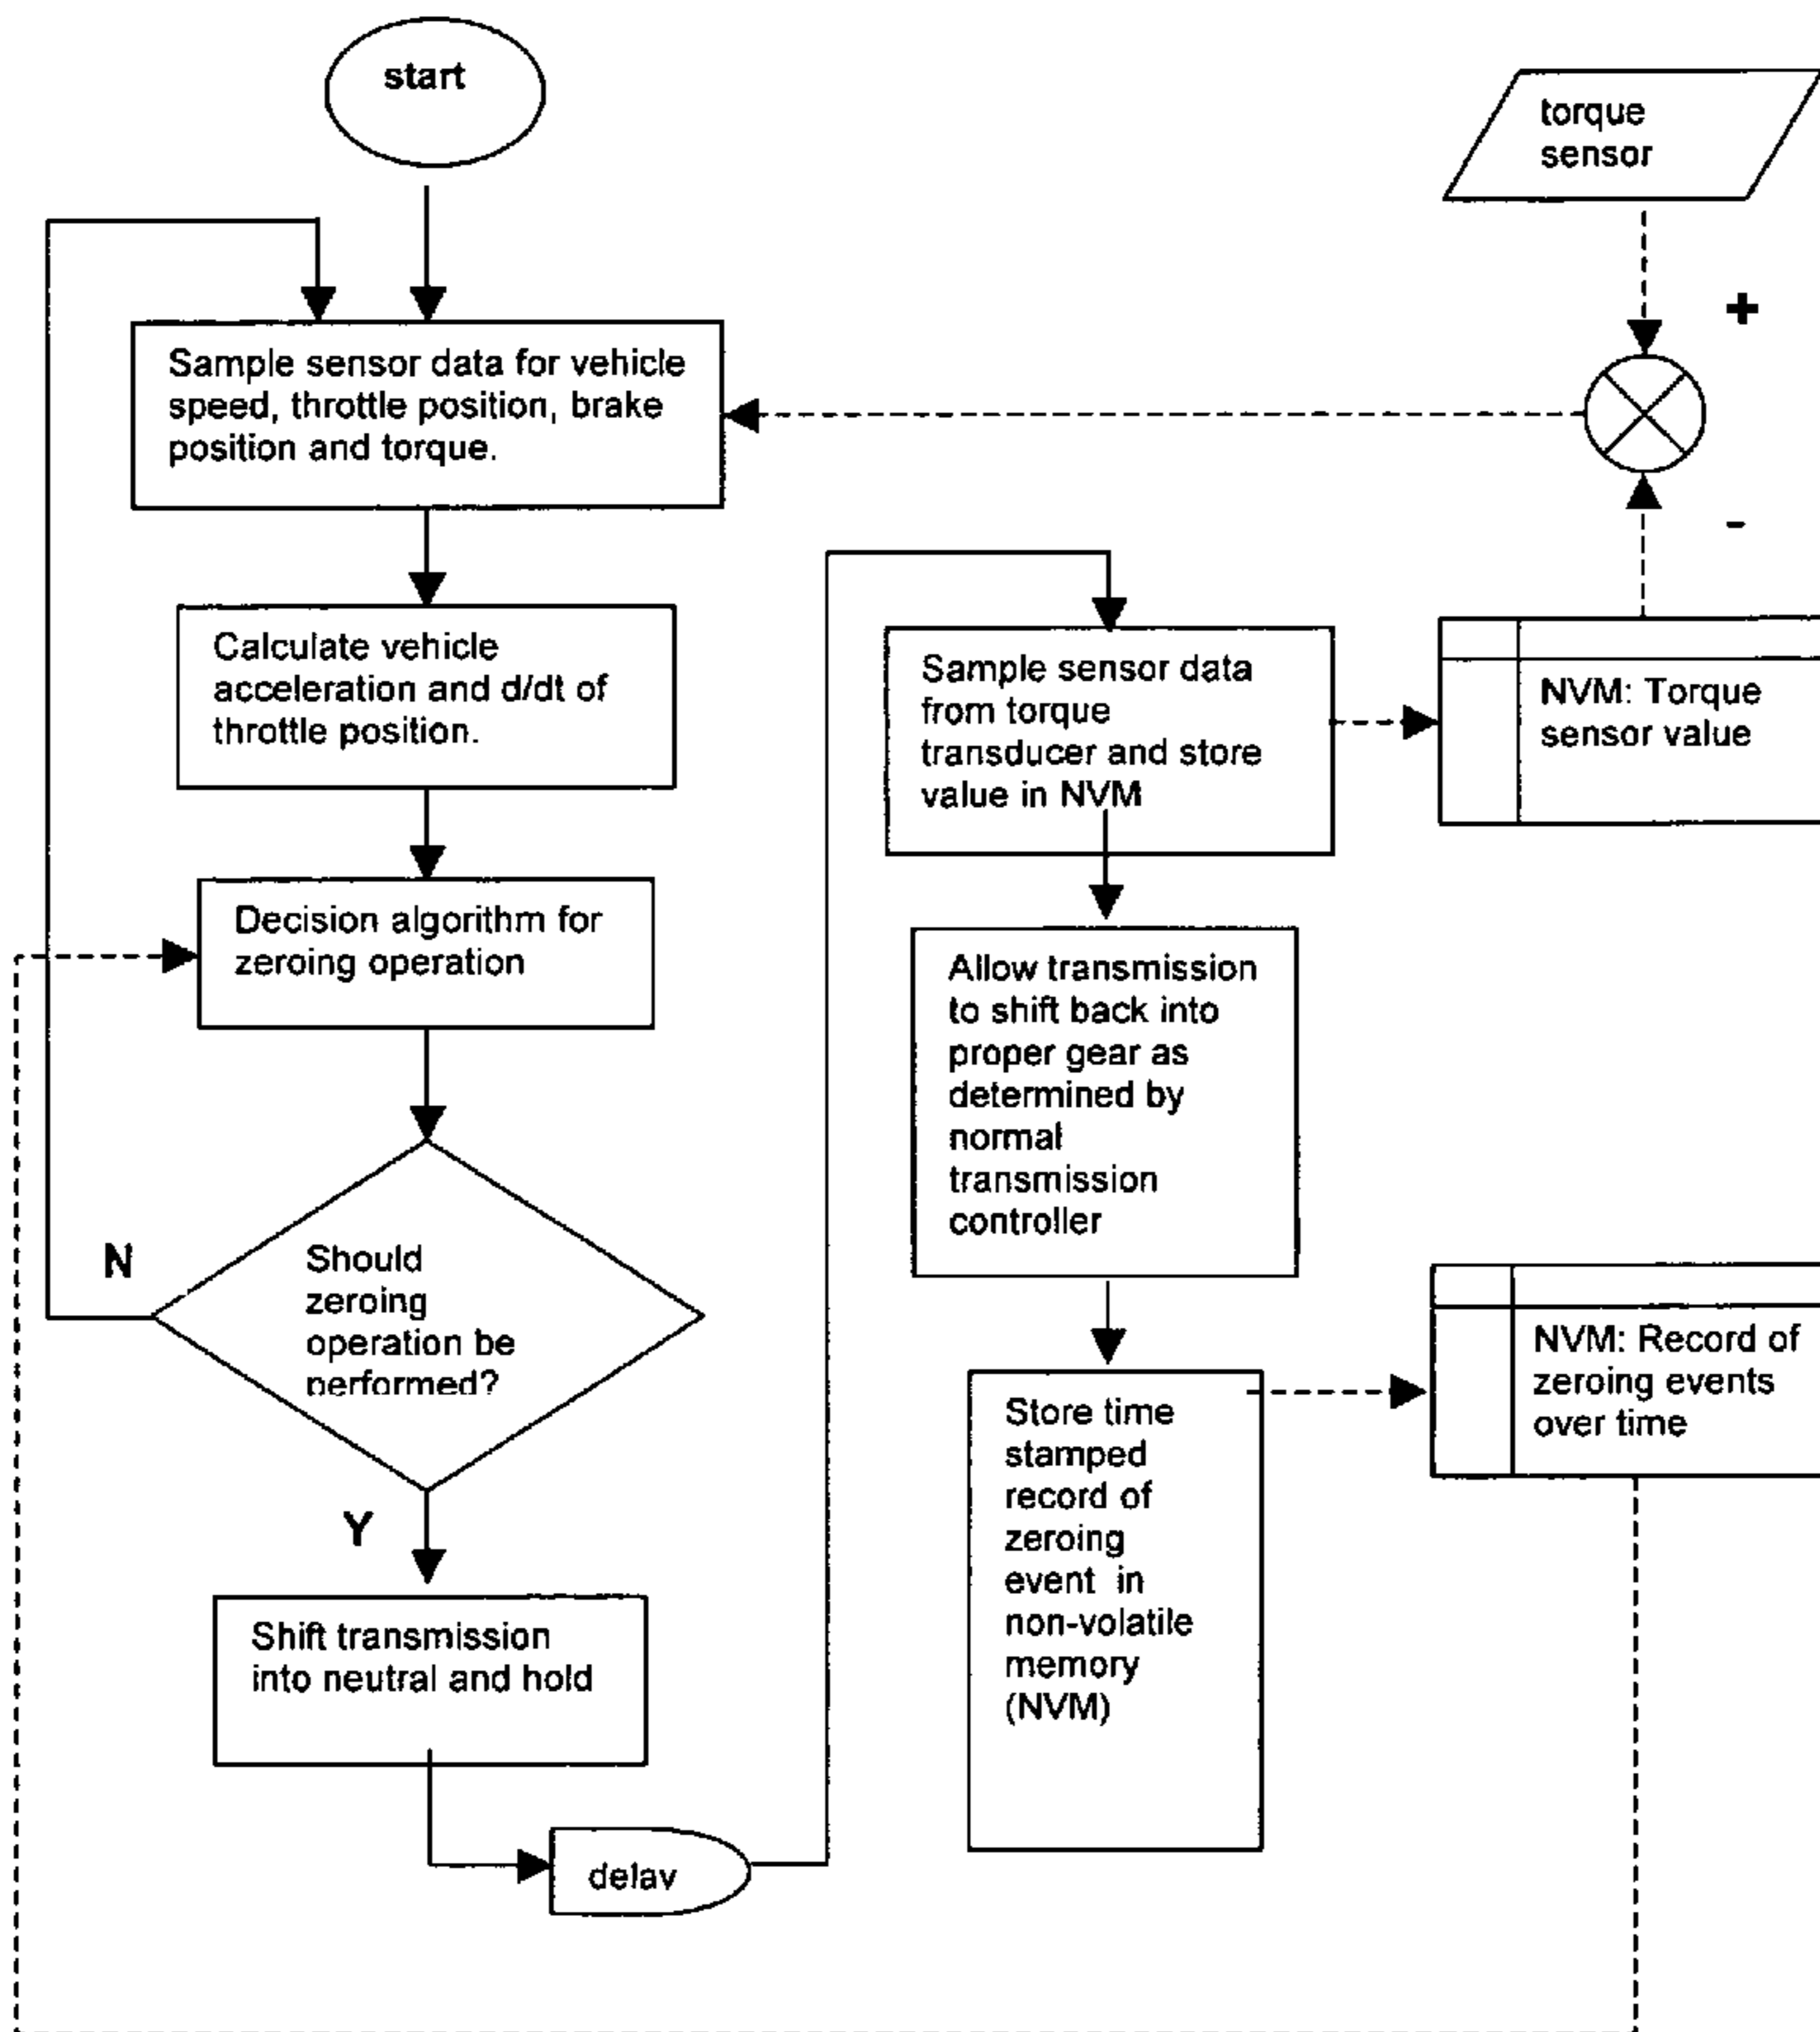 start
torque
sensor
+
Sample sensor data for vehicle
speed, throttle position, brake
position and torque.
-
Calculate vehicle
acceleration and d/dt of
throttle position.
Sample sensor data
from torque
transducer and store
value in NVM
NVM: Torque
sensor value
Decision algorithm for
zeroing operation
Allow transmission
to shift back into
proper gear as
determined by
normal
transmission
controller
N
Should
zeroing
operation be
performed?
NVM: Record of
zeroing events
over time
Store time
stamped
record of
zeroing
event in
non-volatile
memory
(NVM)
Y
Shift transmission
into neutral and hold
delay